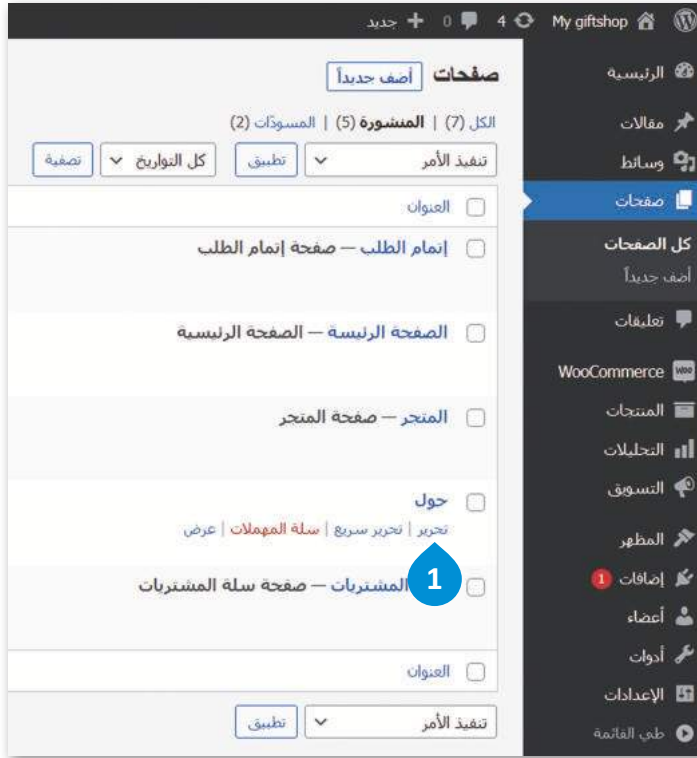 My giftshop 4 0 + جديد
الرئيسية
مقالات
وسائط
صفحات
كل الصفحات
أضف جديداً
تعليقات
WooCommerce
Woo
المنتجات
التحليلات
التسويق
المظهر
إضافات 1
أعضاء
أدوات
الإعدادات
طي القائمة
صفحات أضف جديداً
الكل (7) | المنشورة (5) | المسودّات (2)
تنفيذ الأمر تطبيق كل التواريخ تصفية
العنوان
إتمام الطلب — صفحة إتمام الطلب
الصفحة الرئيسة — الصفحة الرئيسية
المتجر — صفحة المتجر
حول
تحرير | تحرير سريع | سلة المهملات | عرض
1
المشتريات — صفحة سلة المشتريات
العنوان
تنفيذ الأمر تطبيق